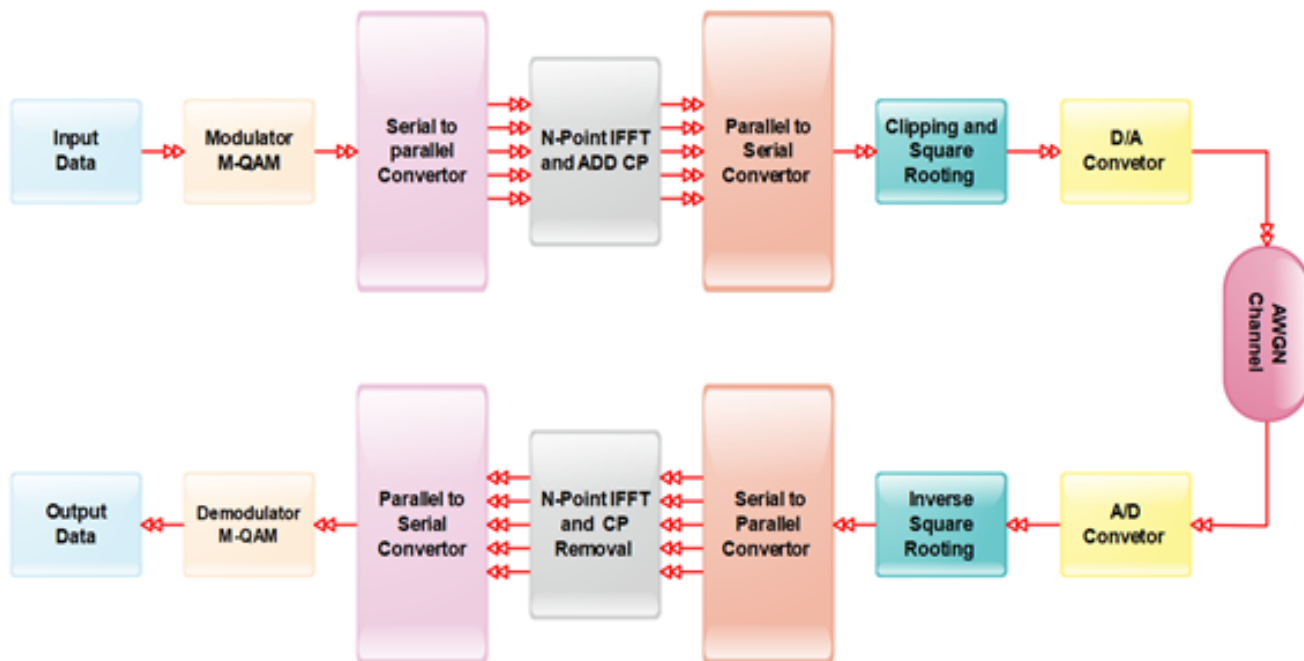 Input
Data
Modulator
M-QAM
Serial to
parallel
Convertor
N-Point IFFT
and ADD CP
Parallel to
Serial
Convertor
Clipping and
Square
Rooting
D/A
Convetor
AWGN
Channel
A/D
Convetor
Inverse
Square
Rooting
Serial to
Parallel
Convertor
N-Point IFFT
and CP
Removal
Parallel to
Serial
Convertor
Demodulator
M-QAM
Output
Data